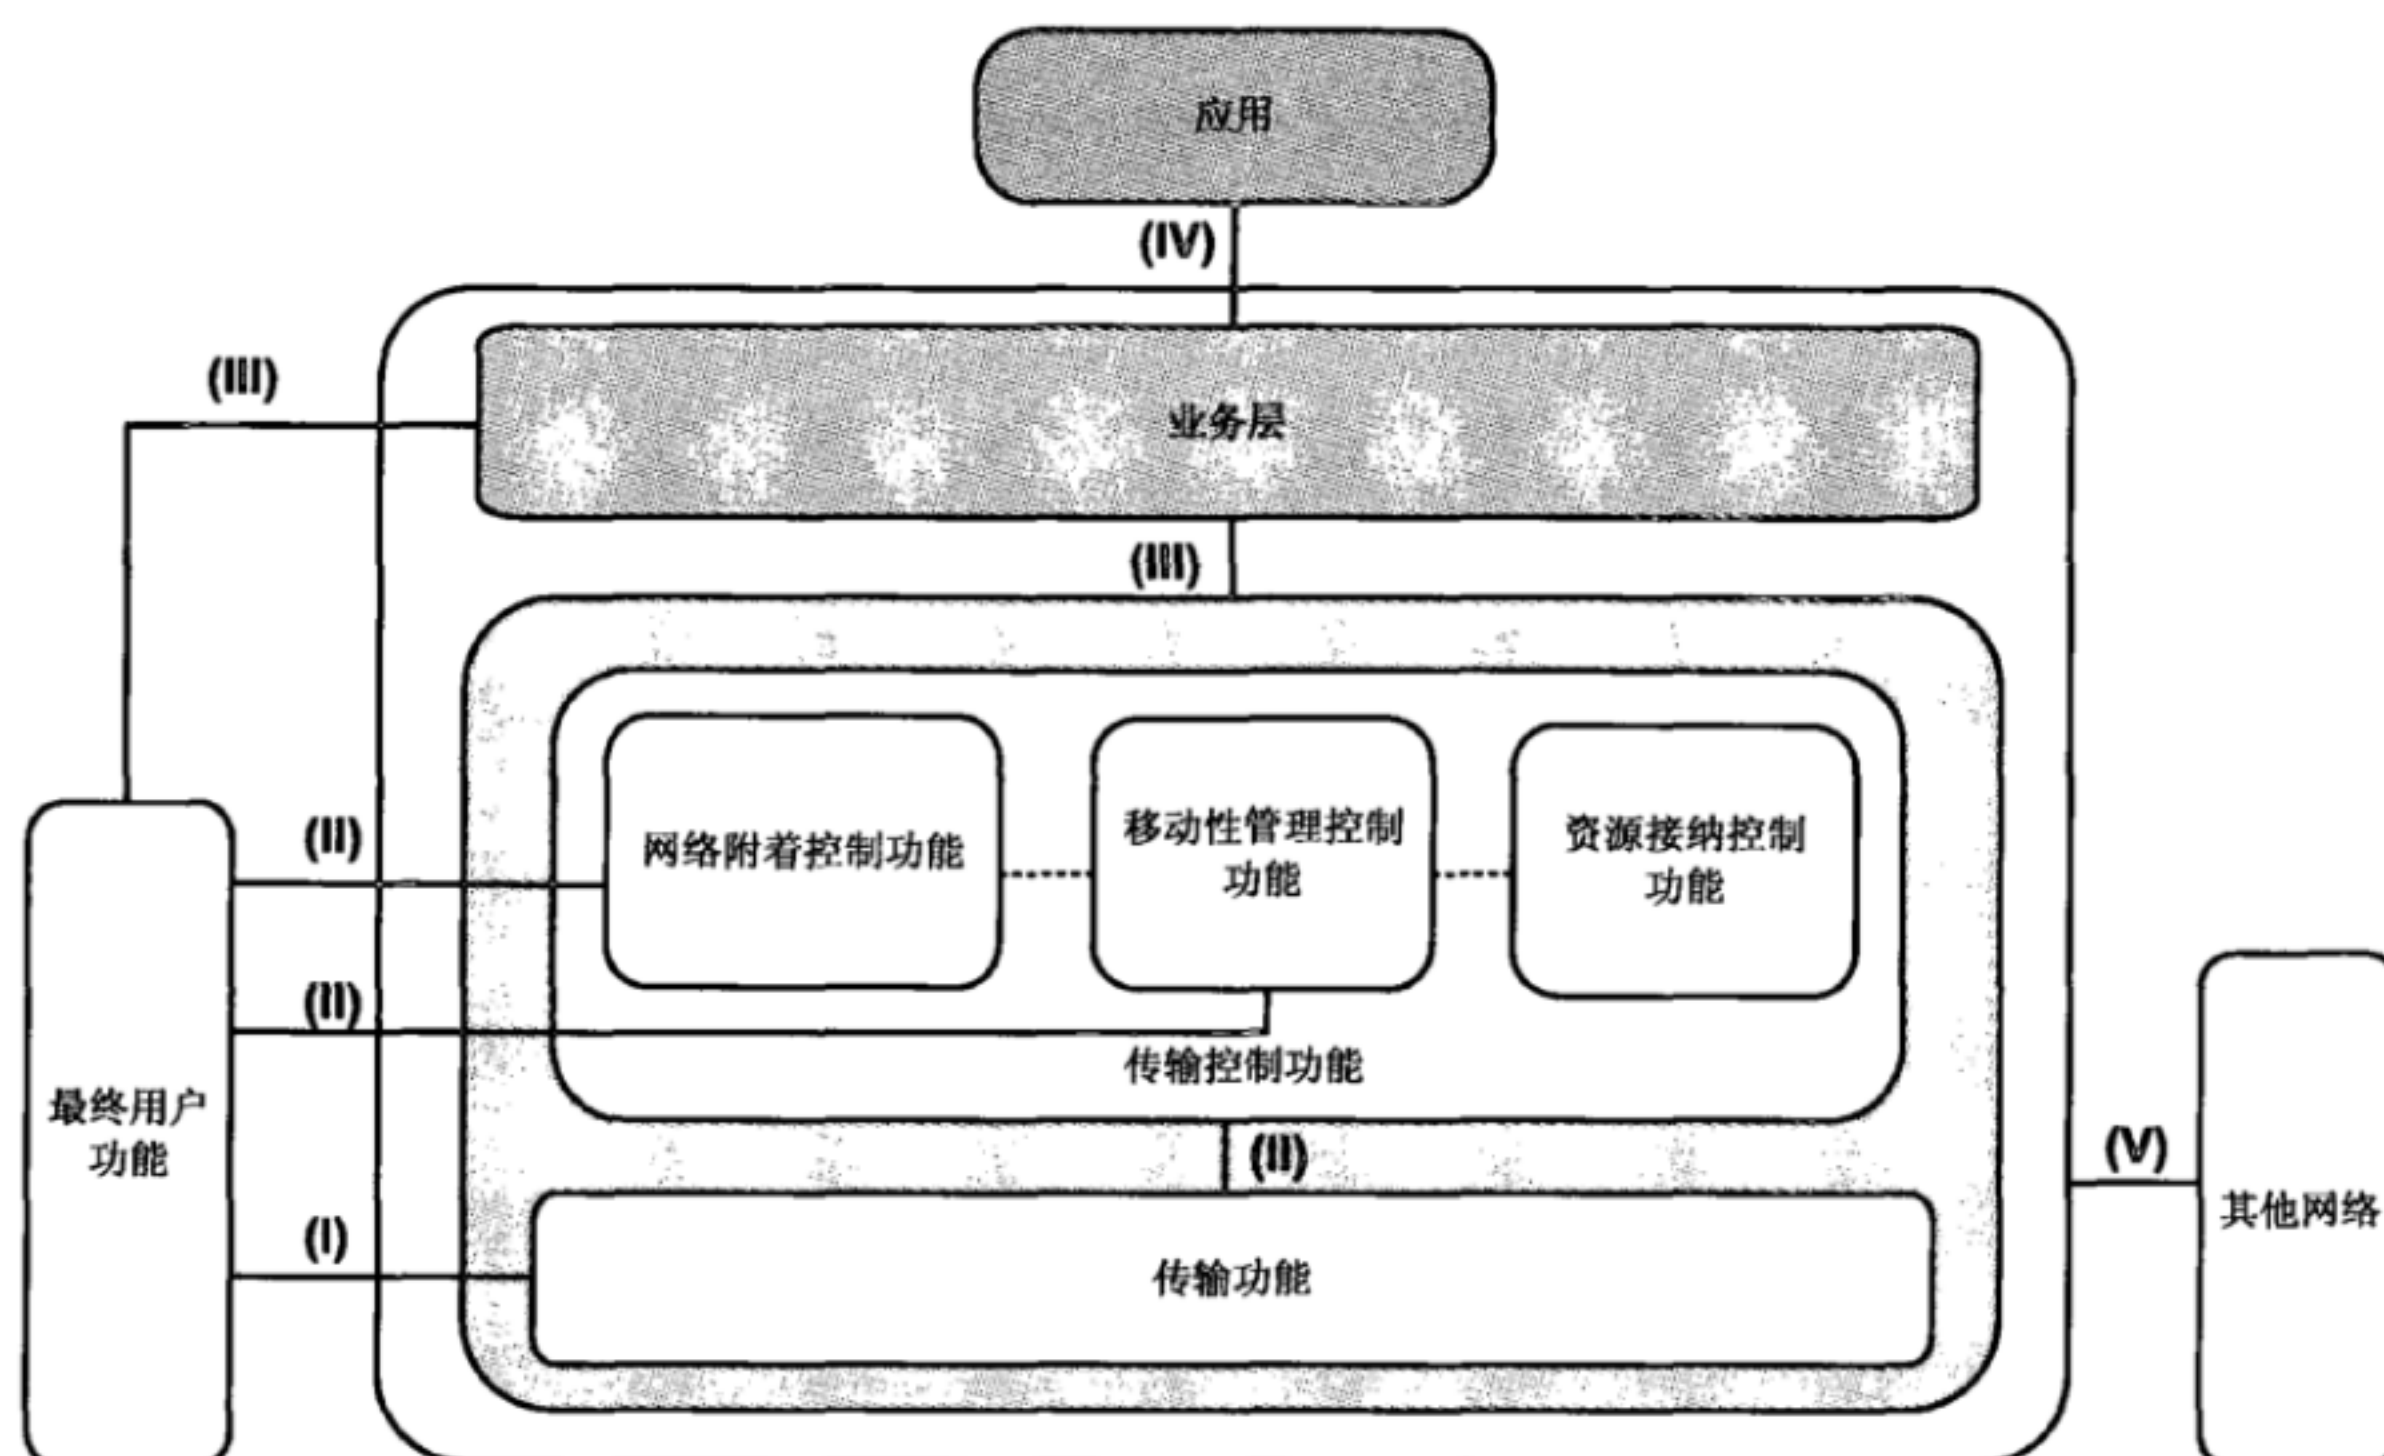 应用
(IV)
(III)
业务层
(III)
(II)
网络附着控制功能
移动性管理控制
功能
资源接纳控制
功能
(II)
传输控制功能
最终用户
功能
(II)
(V)
其他网络
(I)
传输功能